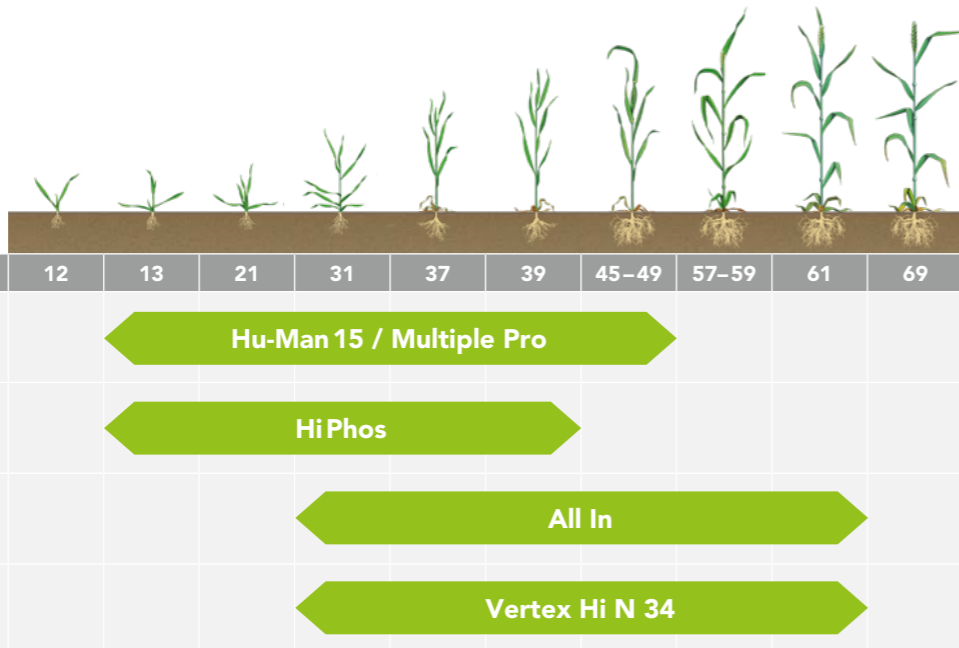 12 13 21 31 37 39 45–49 57–59 61 69
Hu-Man 15 / Multiple Pro
Hi Phos
All In
Vertex Hi N 34